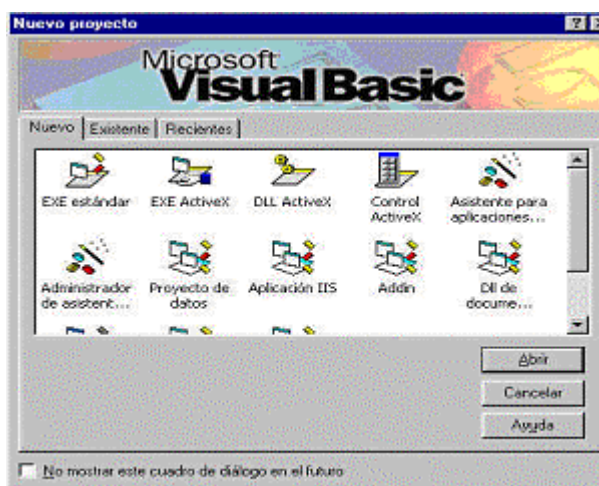 Nuevo proyecto
Microsoft
Visual Basic
Nuevo Existente Recientes
EXE estándar EXE ActiveX DLL ActiveX Control ActiveX Asistente para aplicaciones...
Administrador de asistent... Proyecto de datos Aplicación IIS Addin Dll de docume...
Abrir
Cancelar
Ayuda
No mostrar este cuadro de diálogo en el futuro